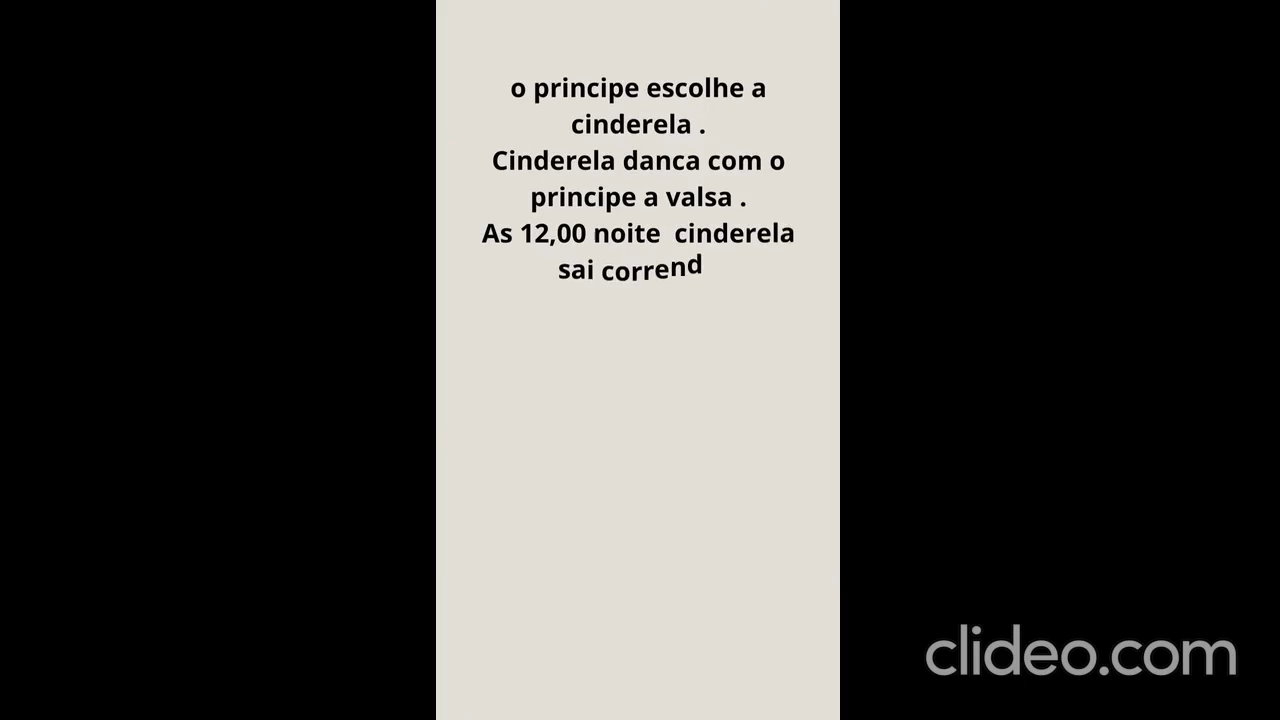 o principe escolhe a
cinderela .
Cinderela danca com o
principe a valsa .
As 12,00 noite  cinderela
sai corrend
clideo.com